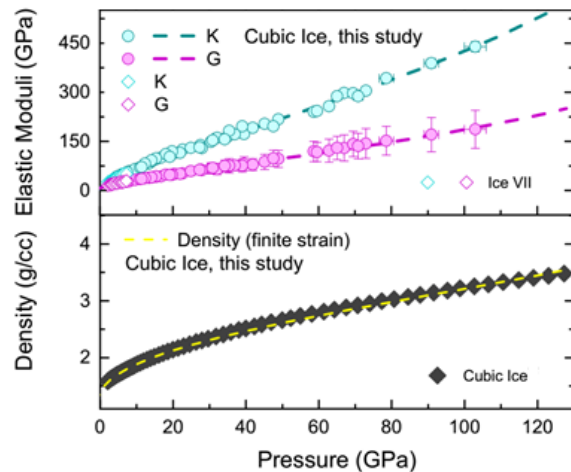 450
300
150
0
Elastic Moduli (GPa)
K Cubic Ice, this study
G
K
G
Ice VII
4
3
2
Density (g/cc)
Density (finite strain)
Cubic Ice, this study
Cubic Ice
0 20 40 60 80 100 120
Pressure (GPa)